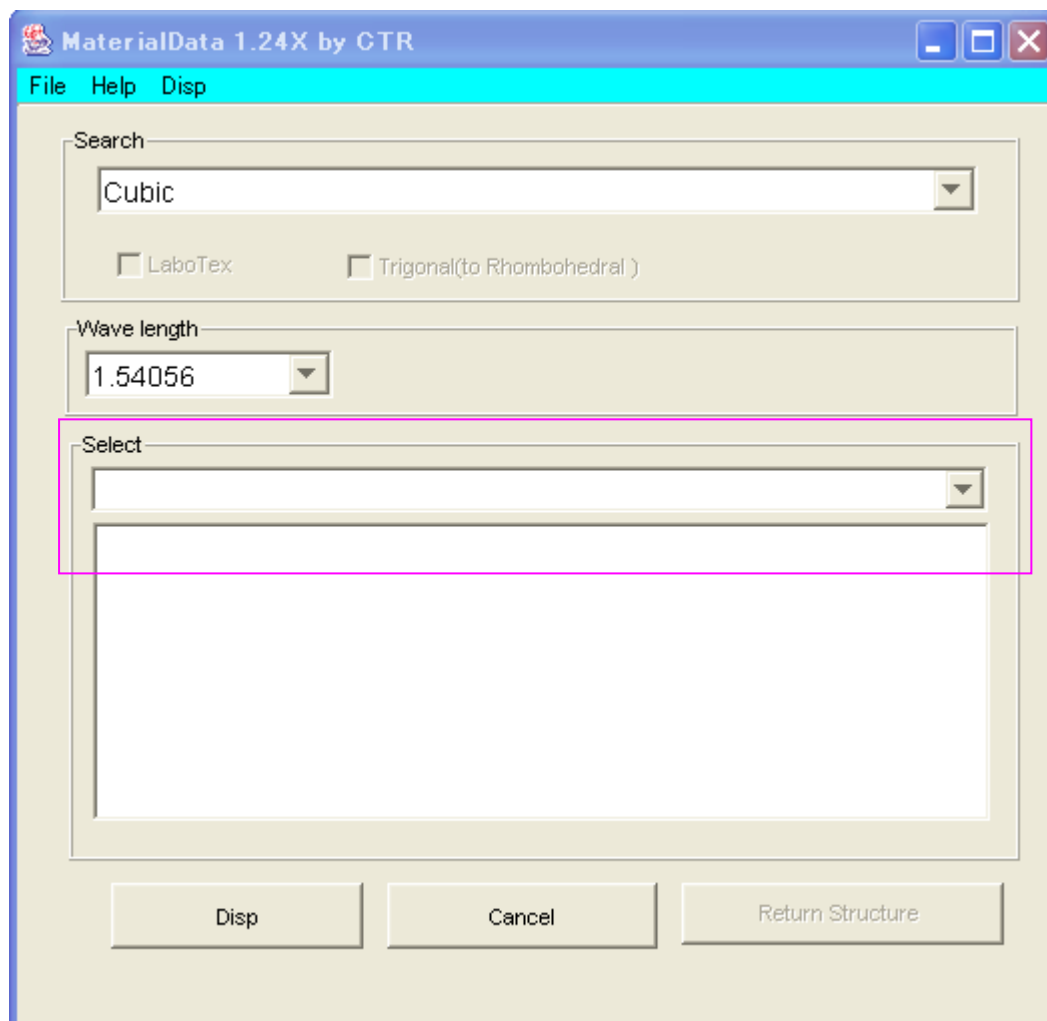 MaterialData 1.24X by CTR
File Help Disp
Search
Cubic
LaboTex Trigonal(to Rhombohedral )
Wave length
1.54056
Select
Disp Cancel Return Structure